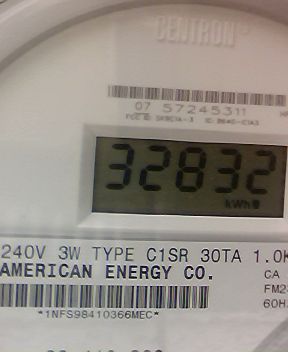 CENTRON®
07 57245311
32832
kWh
240V 3W TYPE C1SR 30TA 1.0K
AMERICAN ENERGY CO.
CA
FM2
60H
*1NFS98410366MEC*